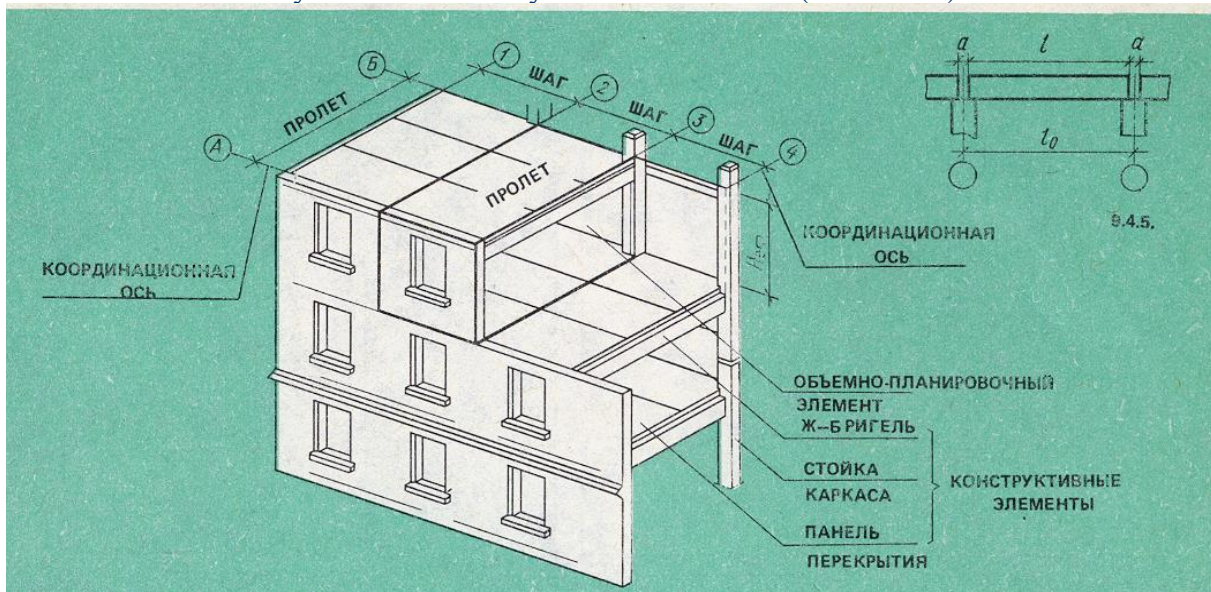 1
Б
ШАГ
2
ПРОЛЕТ
ШАГ
3
А
ШАГ
4
ПРОЛЕТ
a
l
a
l₀
9.4.5.
КООРДИНАЦИОННАЯ
ОСЬ
КООРДИНАЦИОННАЯ
ОСЬ
ОБЪЕМНО-ПЛАНИРОВОЧНЫЙ
ЭЛЕМЕНТ
Ж–Б РИГЕЛЬ
СТОЙКА
КАРКАСА
ПАНЕЛЬ
ПЕРЕКРЫТИЯ
КОНСТРУКТИВНЫЕ
ЭЛЕМЕНТЫ